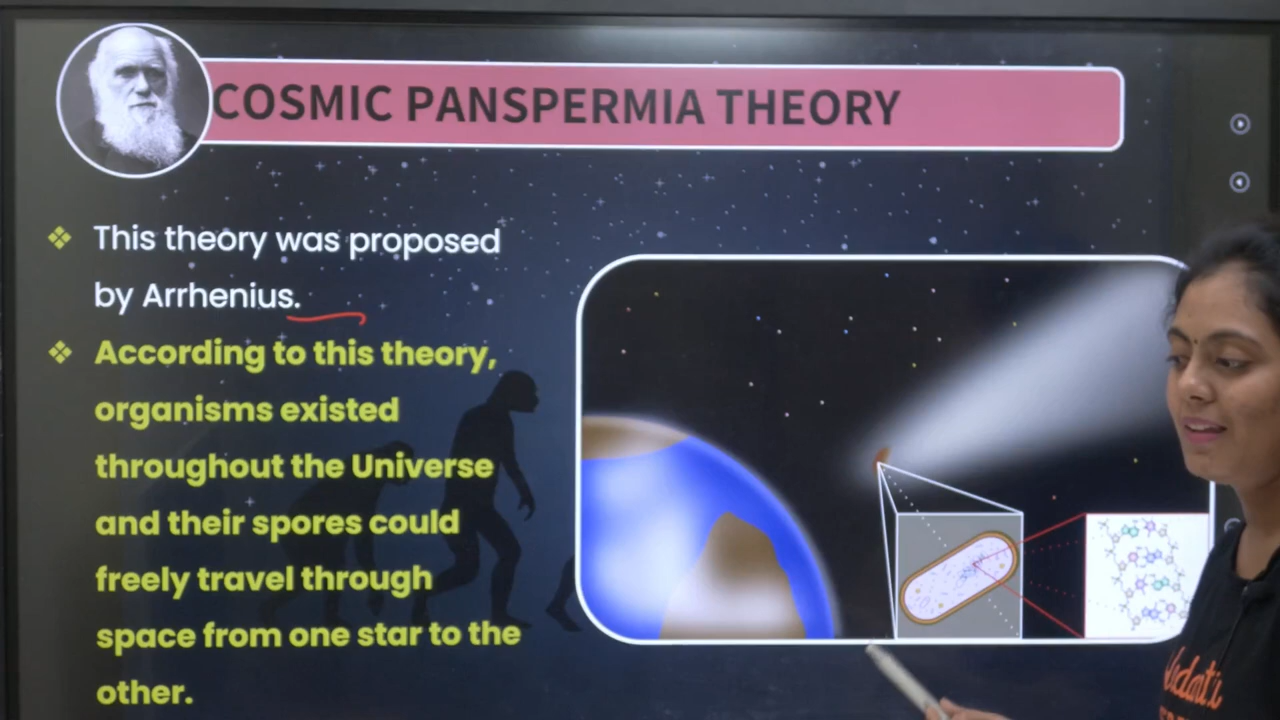 COSMIC PANSPERMIA THEORY
This theory was proposed
by Arrhenius.
According to this theory,
organisms existed
throughout the Universe
and their spores could
freely travel through
space from one star to the
other.